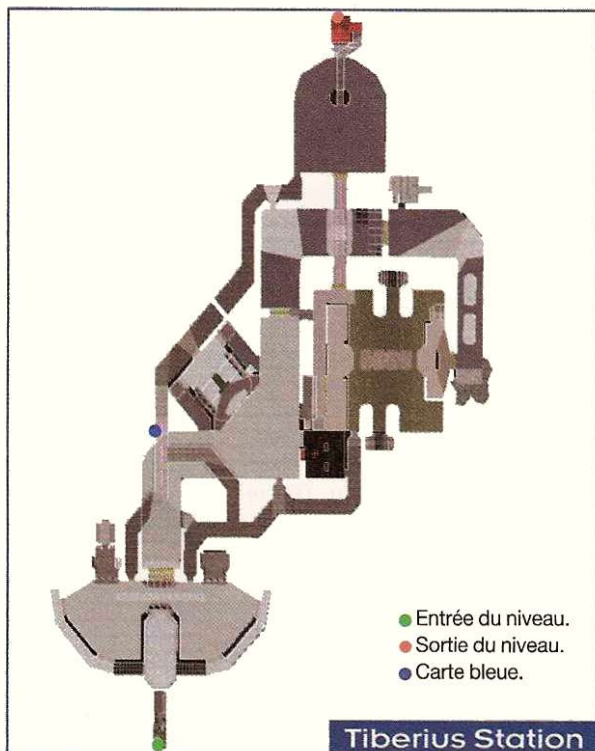 Entrée du niveau.
Sortie du niveau.
Carte bleue.
Tiberius Station